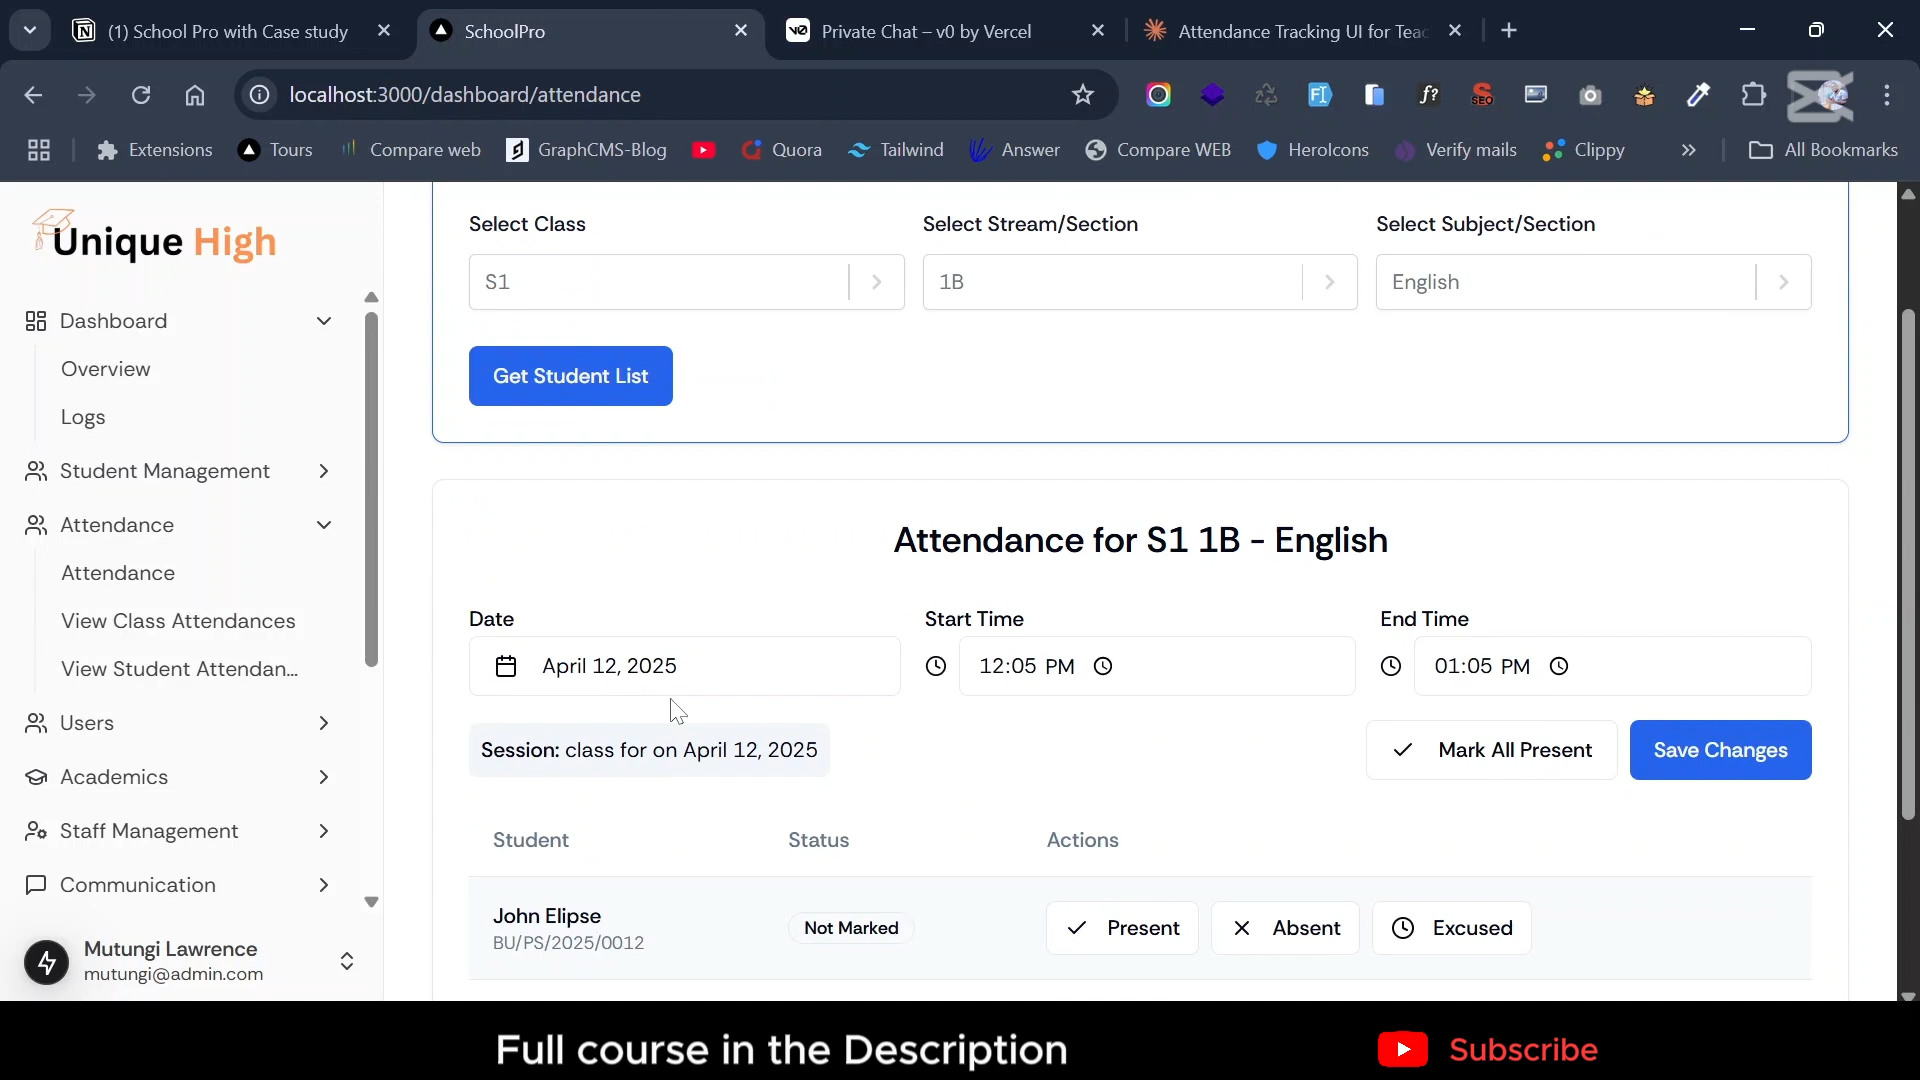 (1) School Pro with Case study
SchoolPro
Private Chat – v0 by Vercel
Attendance Tracking UI for Teac
localhost:3000/dashboard/attendance
Extensions
Tours
Compare web
GraphCMS-Blog
Quora
Tailwind
Answer
Compare WEB
HeroIcons
Verify mails
Clippy
All Bookmarks
Unique High
Dashboard
Overview
Logs
Student Management
Attendance
Attendance
View Class Attendances
View Student Attendan...
Users
Academics
Staff Management
Communication
Mutungi Lawrence
mutungi@admin.com
Select Class
Select Stream/Section
Select Subject/Section
S1
1B
English
Get Student List
Attendance for S1 1B - English
Date
Start Time
End Time
April 12, 2025
12:05 PM
01:05 PM
Session: class for on April 12, 2025
Mark All Present
Save Changes
Student
Status
Actions
John Elipse
BU/PS/2025/0012
Not Marked
Present
Absent
Excused
Full course in the Description
Subscribe